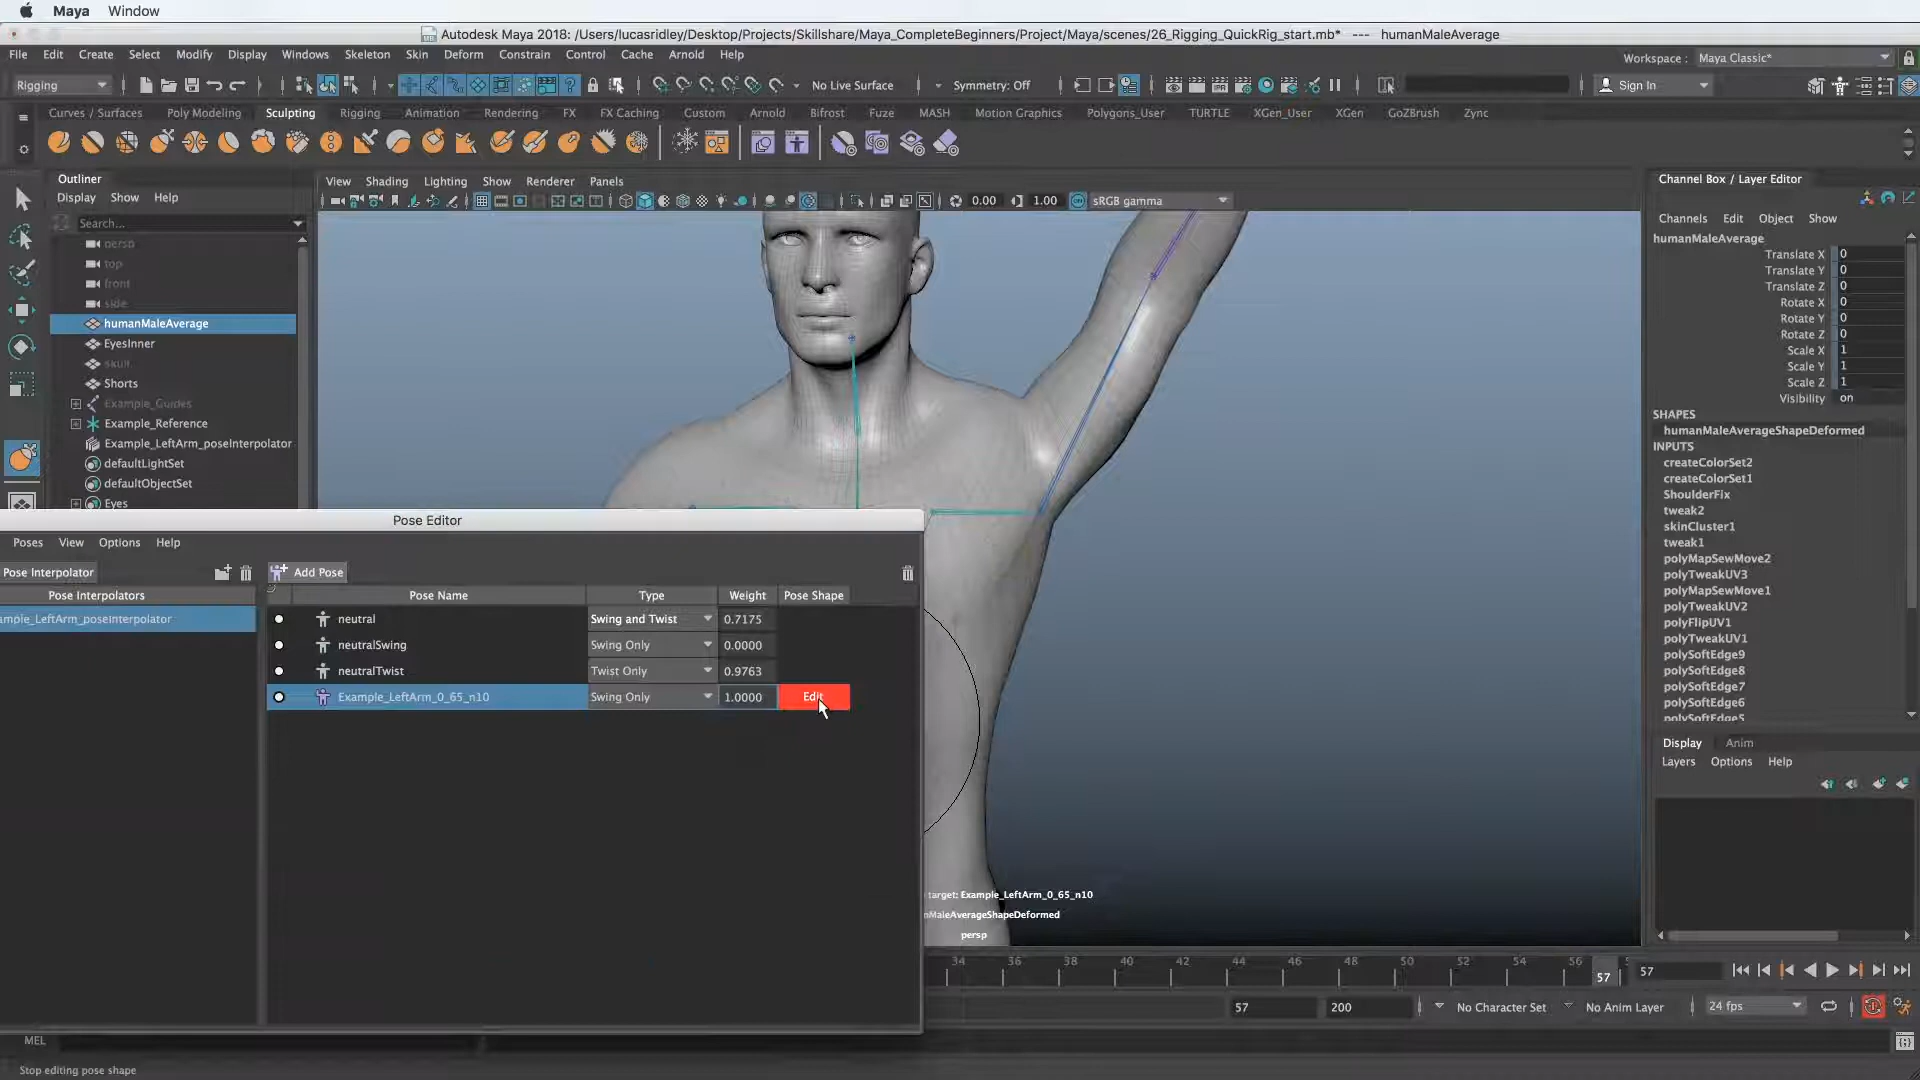 Maya Window
Autodesk Maya 2018: /Users/lucasridley/Desktop/Projects/Skillshare/Maya_CompleteBeginners/Project/Maya/scenes/26_Rigging_QuickRig_start.mb* --- humanMaleAverage
File Edit Create Select Modify Display Windows Skeleton Skin Deform Constrain Control Cache Arnold Help
Workspace : Maya Classic*
Rigging No Live Surface Symmetry: Off Sign In
Curves / Surfaces Poly Modeling Sculpting Rigging Animation Rendering FX FX Caching Custom Arnold Bifrost Fuze MASH Motion Graphics Polygons_User TURTLE XGen_User XGen GoZBrush Zync
Outliner
Display Show Help
Search...
persp
top
front
side
humanMaleAverage
EyesInner
skull
Shorts
Example_Guides
Example_Reference
Example_LeftArm_poseInterpolator
defaultLightSet
defaultObjectSet
Eyes
View Shading Lighting Show Renderer Panels
0.00 1.00 sRGB gamma
Channel Box / Layer Editor
Channels Edit Object Show
humanMaleAverage
Translate X 0
Translate Y 0
Translate Z 0
Rotate X 0
Rotate Y 0
Rotate Z 0
Scale X 1
Scale Y 1
Scale Z 1
Visibility on
SHAPES
humanMaleAverageShapeDeformed
INPUTS
createColorSet2
createColorSet1
ShoulderFix
tweak2
skinCluster1
tweak1
polyMapSewMove2
polyTweakUV3
polyMapSewMove1
polyTweakUV2
polyFlipUV1
polyTweakUV1
polySoftEdge9
polySoftEdge8
polySoftEdge7
polySoftEdge6
polySoftEdge5
Display Anim
Layers Options Help
Pose Editor
Poses View Options Help
Pose Interpolator Add Pose
Pose Interpolators Pose Name Type Weight Pose Shape
ample_LeftArm_poseInterpolator
neutral Swing and Twist 0.7175
neutralSwing Swing Only 0.0000
neutralTwist Twist Only 0.9763
Example_LeftArm_0_65_n10 Swing Only 1.0000 Edit
target: Example_LeftArm_0_65_n10
nMaleAverageShapeDeformed
persp
34 36 38 40 42 44 46 48 50 52 54 56 57 57
57 200 No Character Set No Anim Layer 24 fps
MEL
Stop editing pose shape